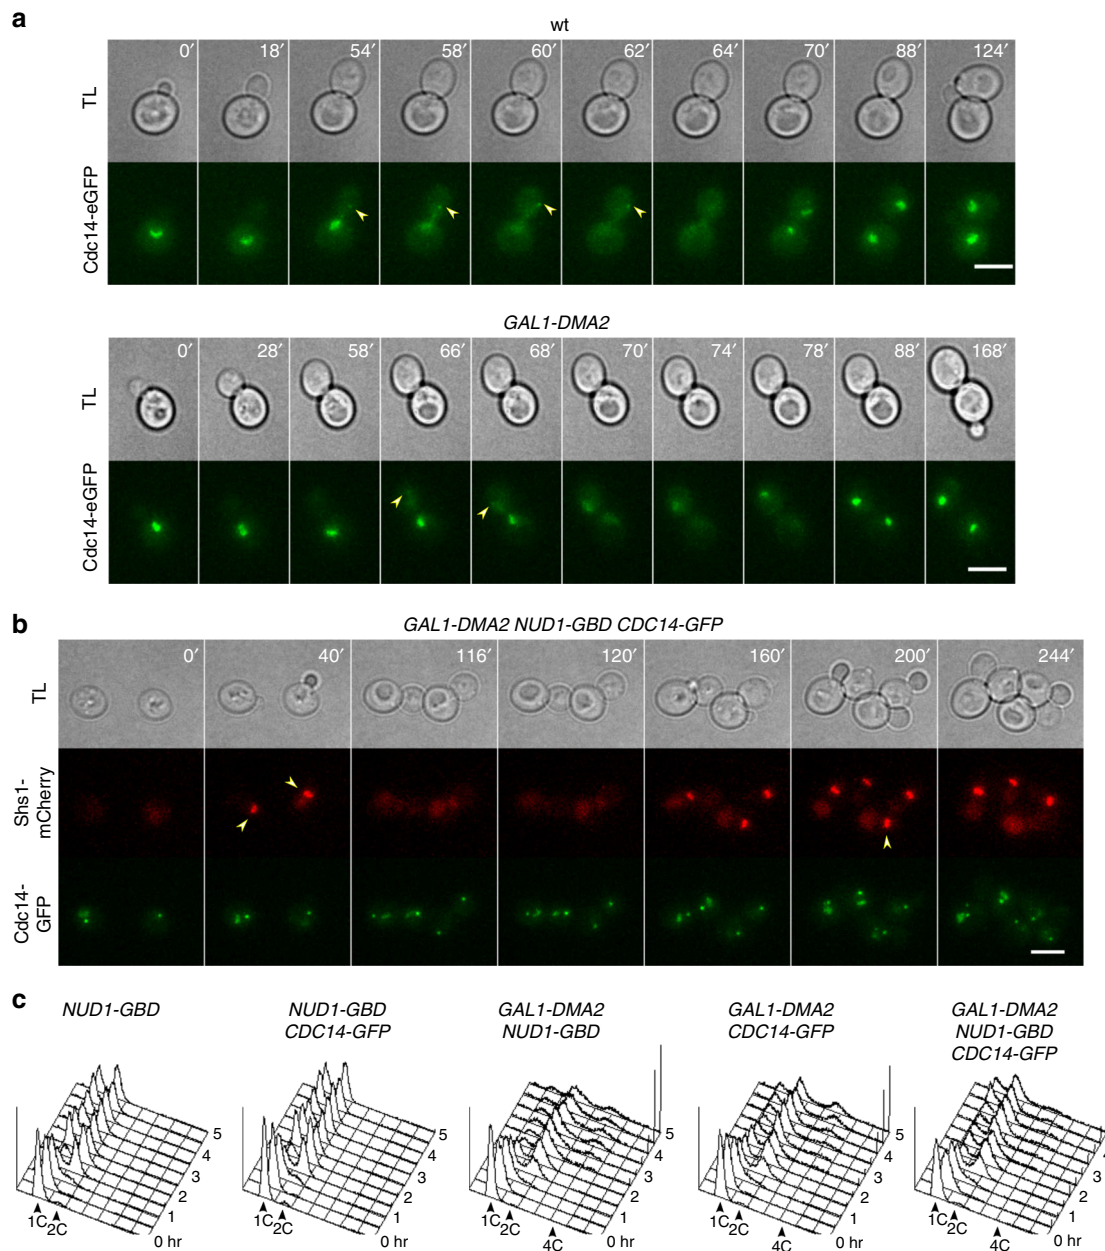 a
wt
TL
0′ 18′ 54′ 58′ 60′ 62′ 64′ 70′ 88′ 124′
Cdc14-eGFP
GAL1-DMA2
TL
0′ 28′ 58′ 66′ 68′ 70′ 74′ 78′ 88′ 168′
Cdc14-eGFP
b
GAL1-DMA2 NUD1-GBD CDC14-GFP
TL
0′ 40′ 116′ 120′ 160′ 200′ 244′
Shs1-
mCherry
Cdc14-
GFP
c
NUD1-GBD
1C 2C 0 hr 1 2 3 4 5
NUD1-GBD
CDC14-GFP
1C 2C 0 hr 1 2 3 4 5
GAL1-DMA2
NUD1-GBD
1C 2C 4C 0 hr 1 2 3 4 5
GAL1-DMA2
CDC14-GFP
1C 2C 4C 0 hr 1 2 3 4 5
GAL1-DMA2
NUD1-GBD
CDC14-GFP
1C 2C 4C 0 hr 1 2 3 4 5